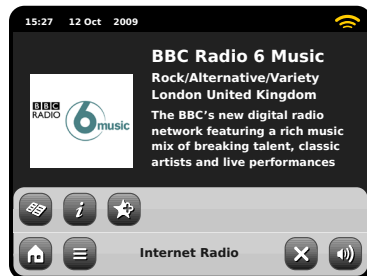 15:27 12 Oct 2009
BBC Radio 6 Music
Rock/Alternative/Variety
London United Kingdom
The BBC's new digital radio
network featuring a rich music
mix of breaking talent, classic
artists and live performances
BBC
RADIO
6
music
i
Internet Radio